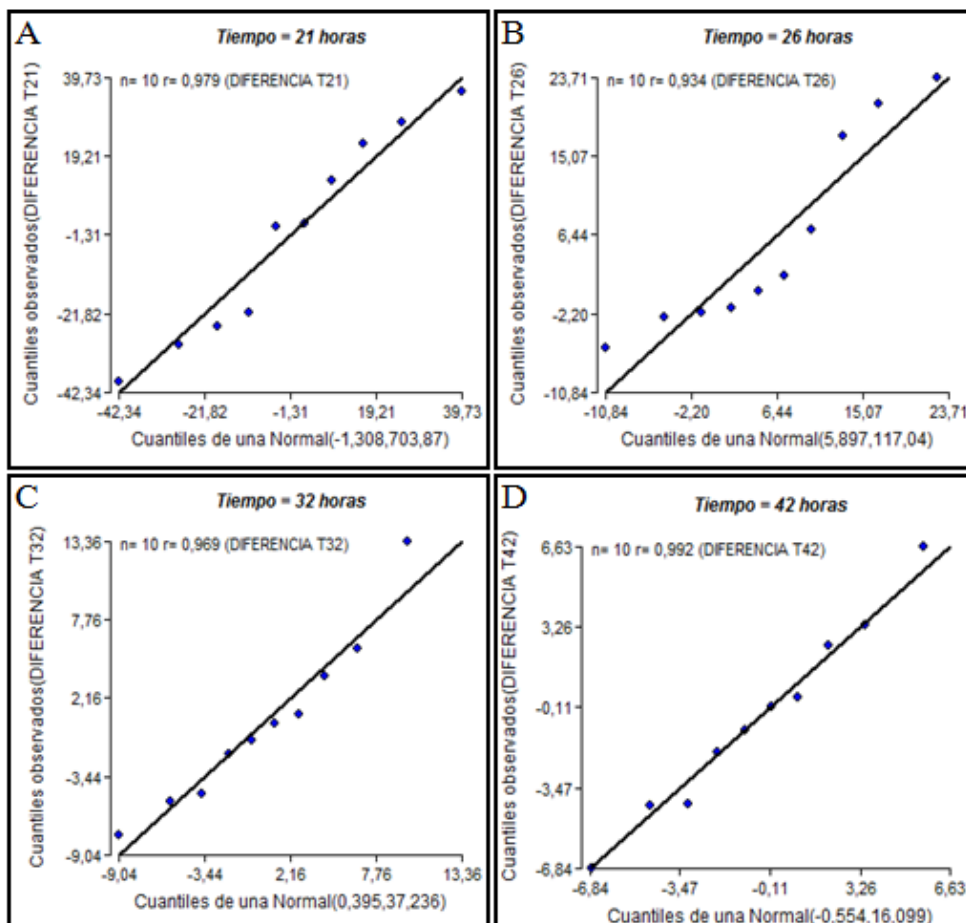 A
Tiempo = 21 horas
n= 10 r= 0,979 (DIFERENCIA T21)
Cuantiles observados(DIFERENCIA T21)
39,73
19,21
-1,31
-21,82
-42,34
-42,34 -21,82 -1,31 19,21 39,73
Cuantiles de una Normal(-1,308,703,87)
B
Tiempo = 26 horas
n= 10 r= 0,934 (DIFERENCIA T26)
Cuantiles observados(DIFERENCIA T26)
23,71
15,07
6,44
-2,20
-10,84
-10,84 -2,20 6,44 15,07 23,71
Cuantiles de una Normal(5,897,117,04)
C
Tiempo = 32 horas
n= 10 r= 0,969 (DIFERENCIA T32)
Cuantiles observados(DIFERENCIA T32)
13,36
7,76
2,16
-3,44
-9,04
-9,04 -3,44 2,16 7,76 13,36
Cuantiles de una Normal(0,395,37,236)
D
Tiempo = 42 horas
n= 10 r= 0,992 (DIFERENCIA T42)
Cuantiles observados(DIFERENCIA T42)
6,63
3,26
-0,11
-3,47
-6,84
-6,84 -3,47 -0,11 3,26 6,63
Cuantiles de una Normal(-0,554,16,099)